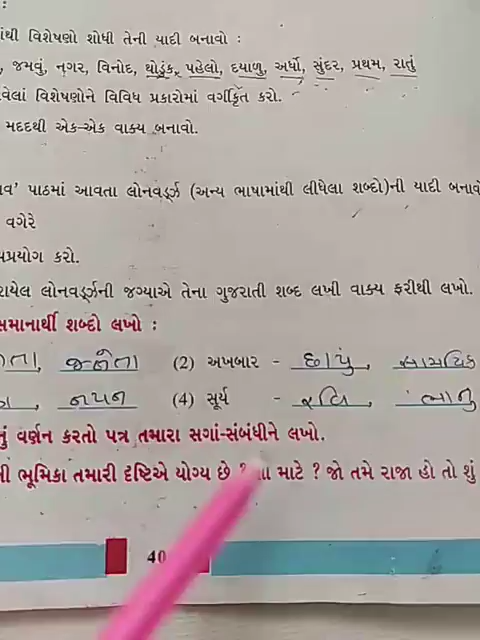 વિશેષણો શોધી તેની યાદી બનાવો :
જમવું, નગર, વિનોદ, થોડુંક, પહેલો, દયાળુ, અર્ધો, સુંદર, પ્રથમ, રાતું
વિશેષણોને વિવિધ પ્રકારોમાં વર્ગીકૃત કરો.
મદદથી એક-એક વાક્ય બનાવો.
પાઠમાં આવતા લોનવર્ડ્ઝ (અન્ય ભાષામાંથી લીધેલા શબ્દો)ની યાદી બનાવો
વગેરે
કરો.
લોનવર્ડ્ઝની જગ્યાએ તેના ગુજરાતી શબ્દ લખી વાક્ય ફરીથી લખો.
સમાનાર્થી શબ્દો લખો :
જનેતા (2) અખબાર - છાપું, સામયિક
નયન (4) સૂર્ય - રવિ, ભાનુ
વર્ણન કરતો પત્ર તમારા સગાં-સંબંધીને લખો.
ભૂમિકા તમારી દૃષ્ટિએ યોગ્ય છે ? માટે ? જો તમે રાજા હો તો શું
40